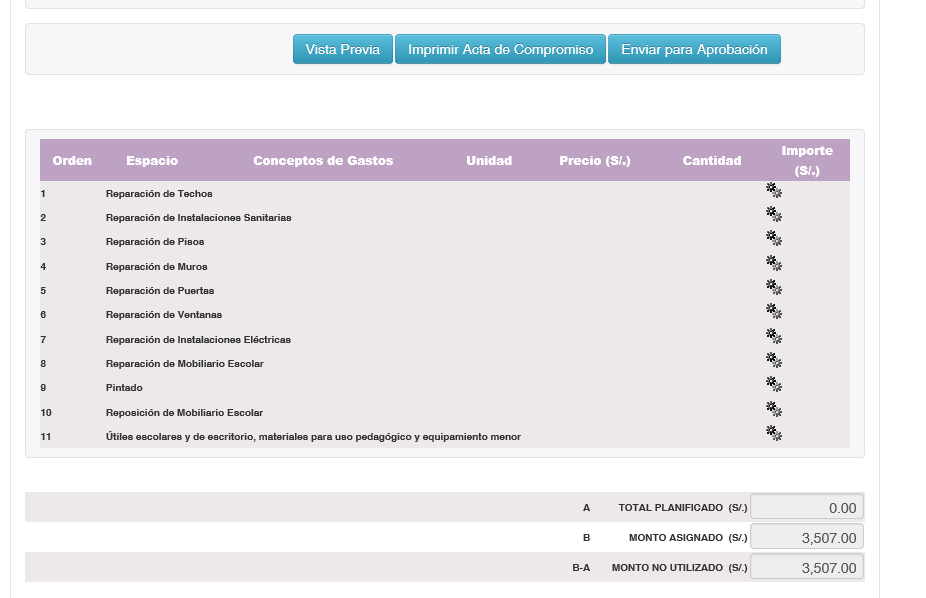 Vista Previa Imprimir Acta de Compromiso Enviar para Aprobación
Orden Espacio Conceptos de Gastos Unidad Precio (S/.) Cantidad Importe (S/.)
1 Reparación de Techos
2 Reparación de Instalaciones Sanitarias
3 Reparación de Pisos
4 Reparación de Muros
5 Reparación de Puertas
6 Reparación de Ventanas
7 Reparación de Instalaciones Eléctricas
8 Reparación de Mobiliario Escolar
9 Pintado
10 Reposición de Mobiliario Escolar
11 Útiles escolares y de escritorio, materiales para uso pedagógico y equipamiento menor
A TOTAL PLANIFICADO (S/.) 0.00
B MONTO ASIGNADO (S/.) 3,507.00
B-A MONTO NO UTILIZADO (S/.) 3,507.00